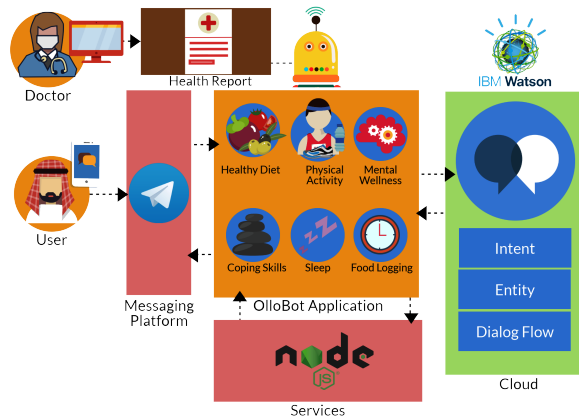 IBM Watson
Health Report
Doctor
Healthy Diet
Physical
Activity
Mental
Wellness
User
Coping Skills
Sleep
Food Logging
Intent
Entity
Dialog Flow
Messaging
Platform
OlloBot Application
node
JS
Services
Cloud